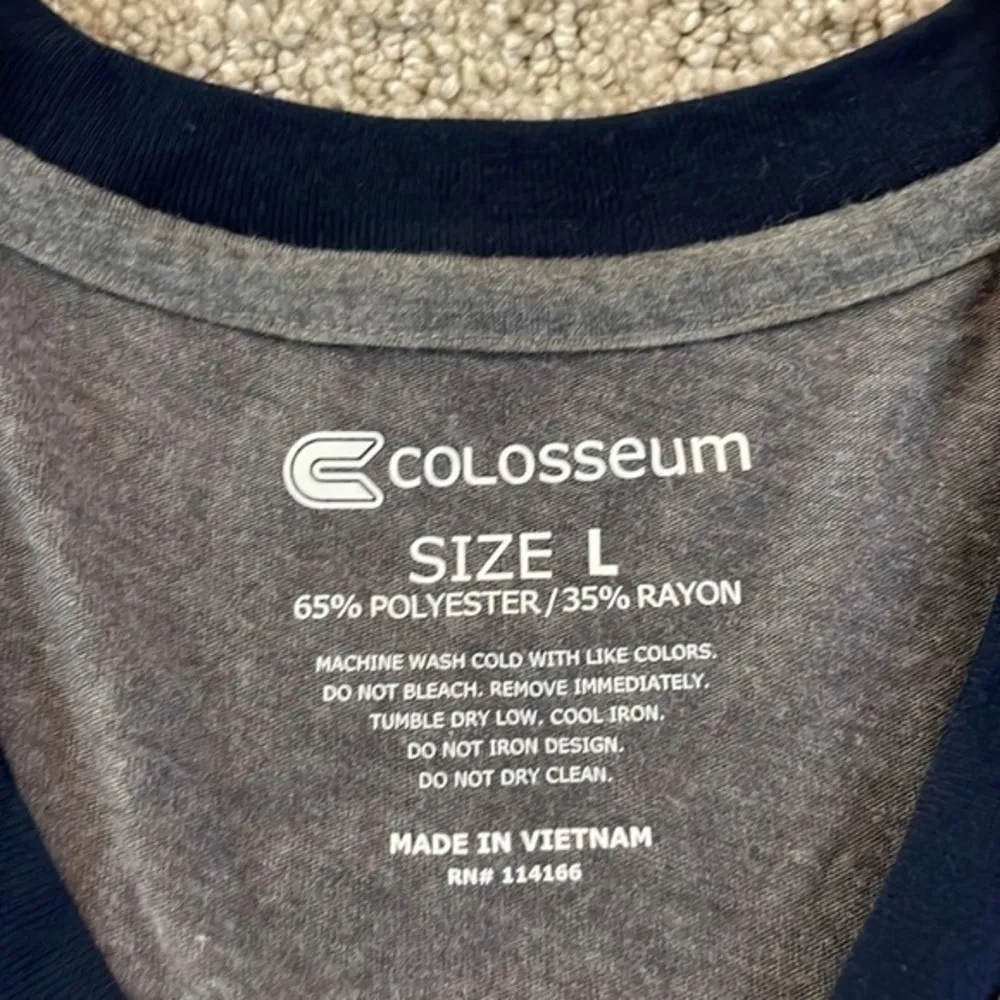 COLOSSEUM
SIZE L
65% POLYESTER/35% RAYON
MACHINE WASH COLD WITH LIKE COLORS.
DO NOT BLEACH. REMOVE IMMEDIATELY.
TUMBLE DRY LOW. COOL IRON.
DO NOT IRON DESIGN.
DO NOT DRY CLEAN.
MADE IN VIETNAM
RN# 114166